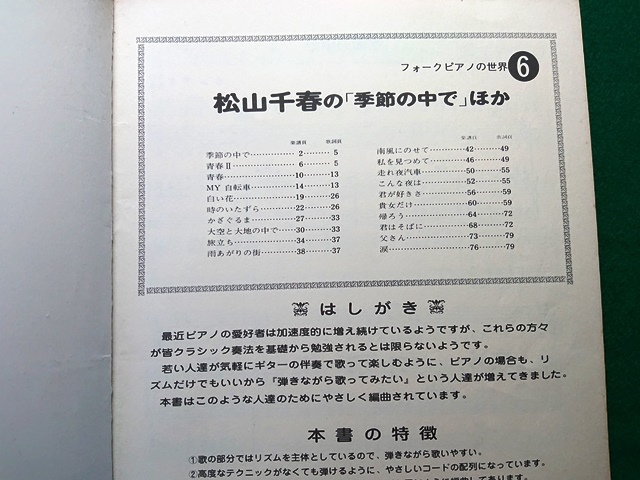 フォークピアノの世界 6
松山千春の「季節の中で」ほか
楽譜頁 歌詞頁
季節の中で…………2………5
青春II…………6………5
青春…………10………13
MY 自転車…………14………13
白い花…………19………26
時のいたずら…………22………26
かざぐるま…………27………33
大空と大地の中で………30………33
旅立ち…………34………37
雨あがりの街…………38………37
楽譜頁 歌詞頁
南風にのせて…………42………49
私を見つめて…………46………49
走れ夜汽車…………50………55
こんな夜は…………52………55
君が好きさ…………56………59
貴女だけ…………60………59
帰ろう…………64………72
君はそばに…………68………72
父さん…………73………79
涙…………76………79
はしがき
最近ピアノの愛好者は加速度的に増え続けているようですが、これらの方々
が皆クラシック奏法を基礎から勉強されるとは限らないようです。
若い人達が気軽にギターの伴奏で歌って楽しむように、ピアノの場合も、リ
ズムだけでもいいから『弾きながら歌ってみたい』という人達が増えてきました。
本書はこのような人達のためにやさしく編曲されています。
本書の特徴
①歌の部分ではリズムを主体としているので、弾きながら歌いやすい。
②高度なテクニックがなくても弾けるように、やさしいコードの配列になっています。